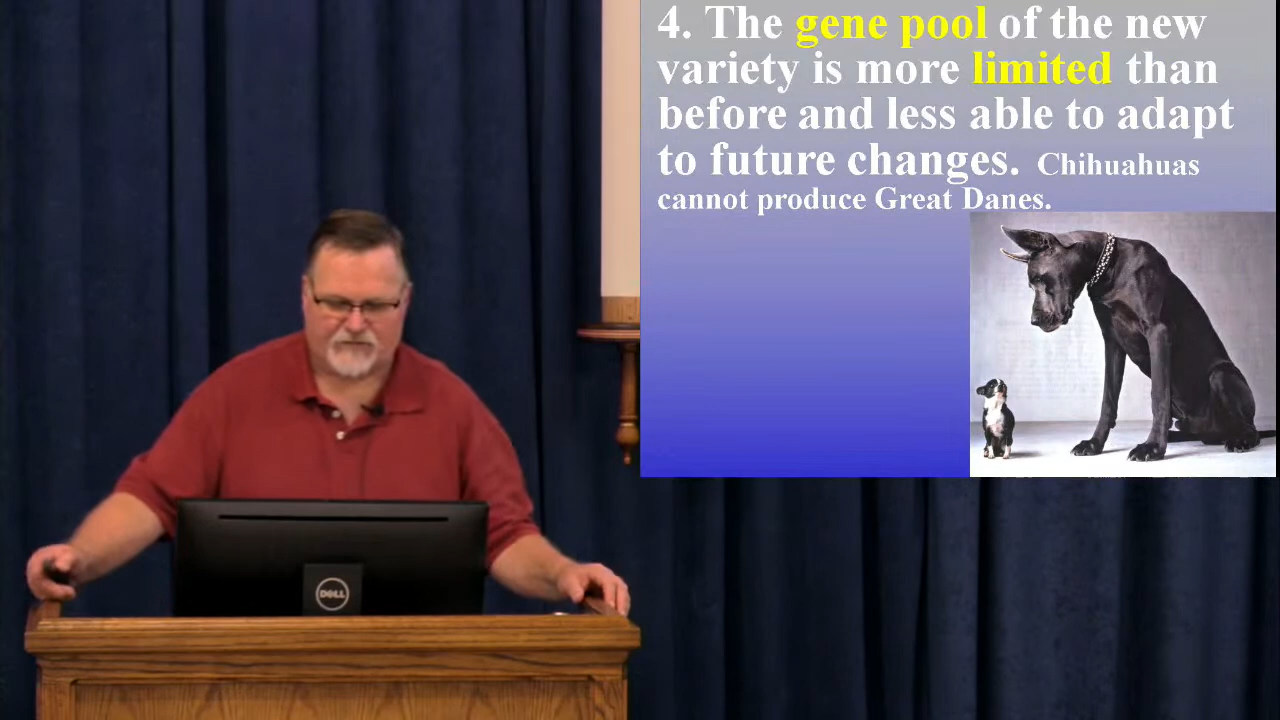 4. The gene pool of the new
variety is more limited than
before and less able to adapt
to future changes. Chihuahuas
cannot produce Great Danes.
DELL